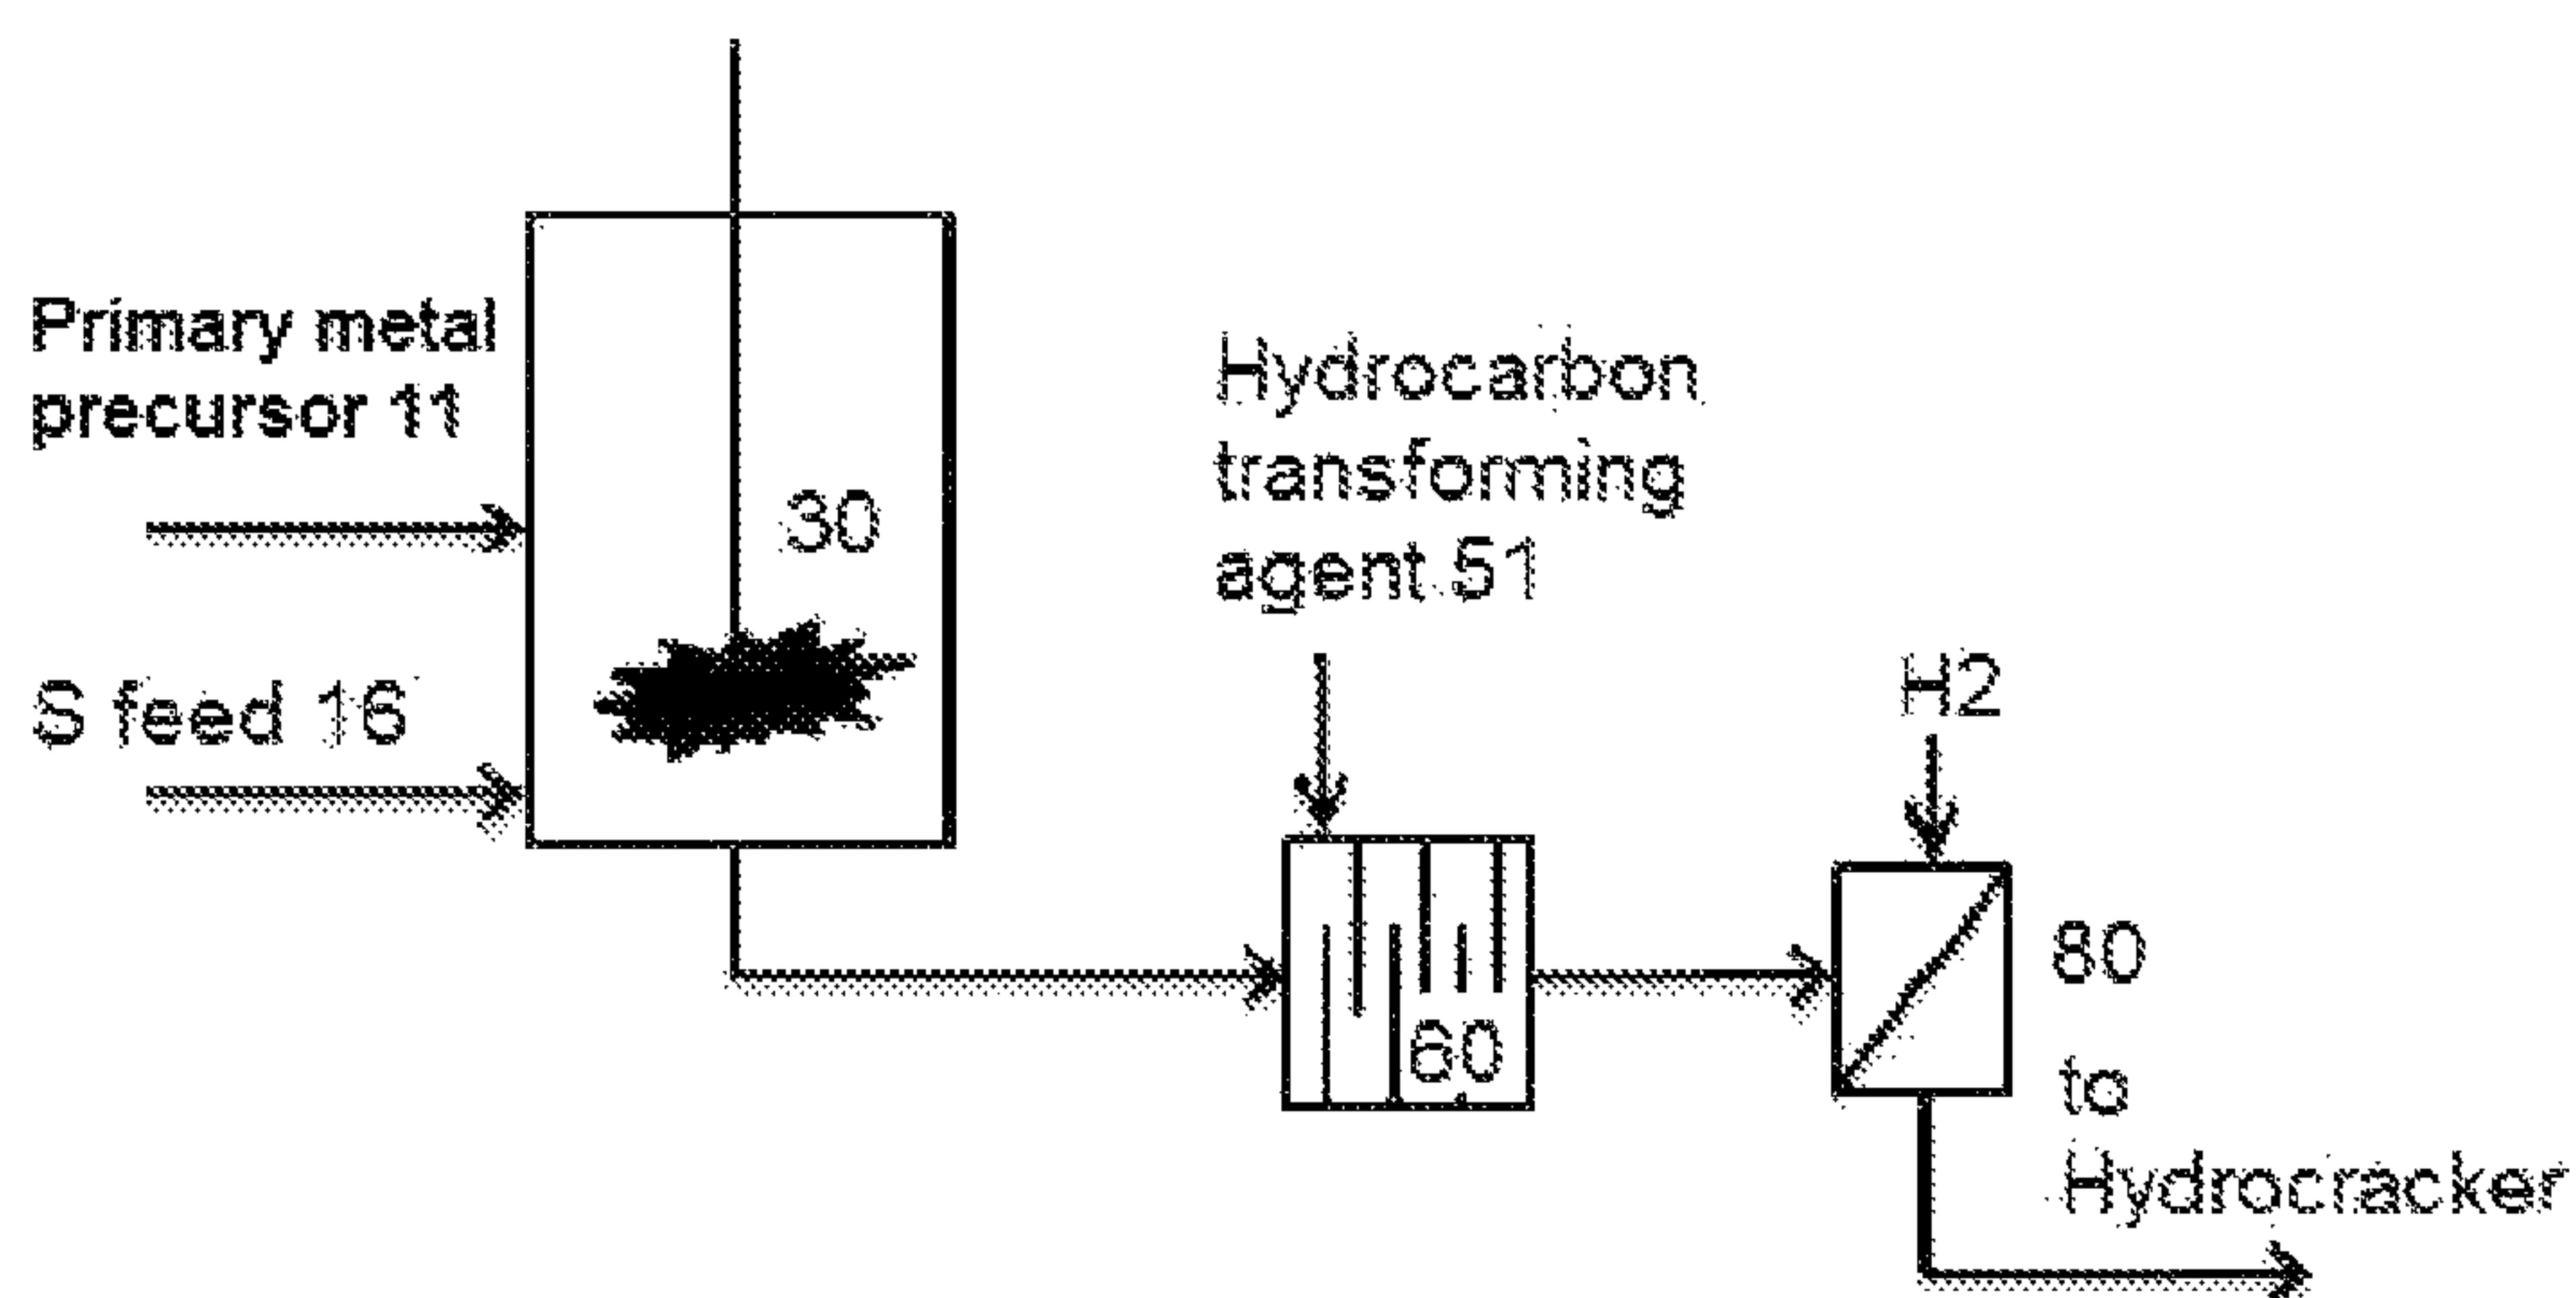 Primary metal
precursor 11
30
S feed 16
Hydrocarbon
transforming
agent 51
60
H2
80
to
Hydrocracker